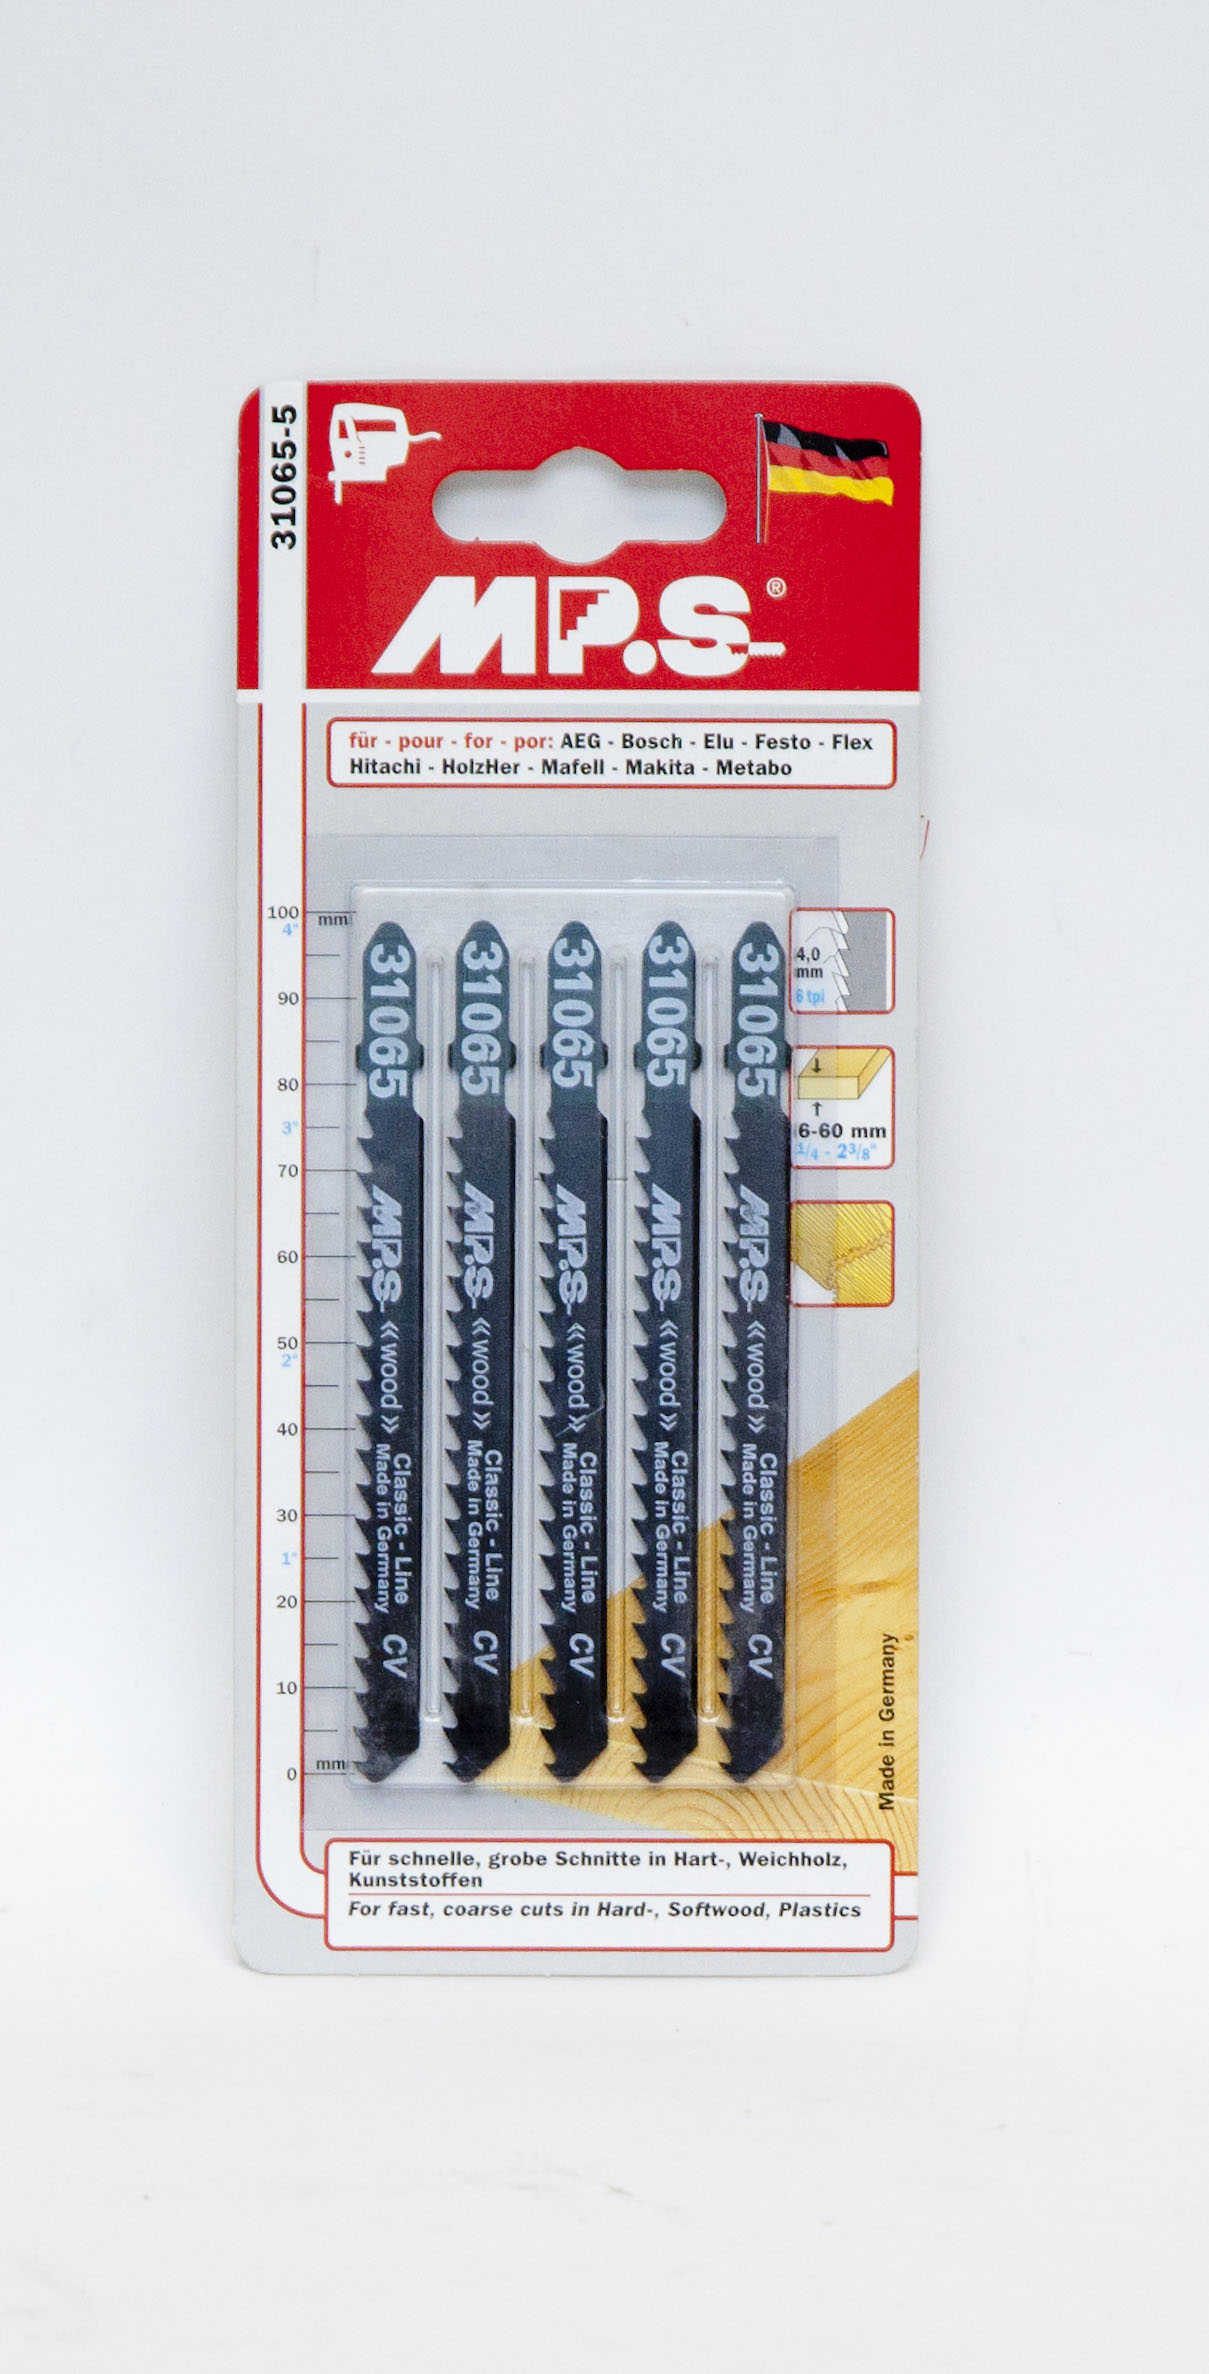 31065-5
MP.S®
für - pour - for - por: AEG - Bosch - Elu - Festo - Flex
Hitachi - HolzHer - Mafell - Makita - Metabo
100 mm
4"
90
80
3"
70
60
50
2"
40
30
1"
20
10
mm
0
31065 MP.S «wood» Classic - Line Made in Germany CV
31065 MP.S «wood» Classic - Line Made in Germany CV
31065 MP.S «wood» Classic - Line Made in Germany CV
31065 MP.S «wood» Classic - Line Made in Germany CV
31065 MP.S «wood» Classic - Line Made in Germany CV
4,0
mm
6 tpi
6-60 mm
1/4 - 2 3/8"
Made in Germany
Für schnelle, grobe Schnitte in Hart-, Weichholz,
Kunststoffen
For fast, coarse cuts in Hard-, Softwood, Plastics